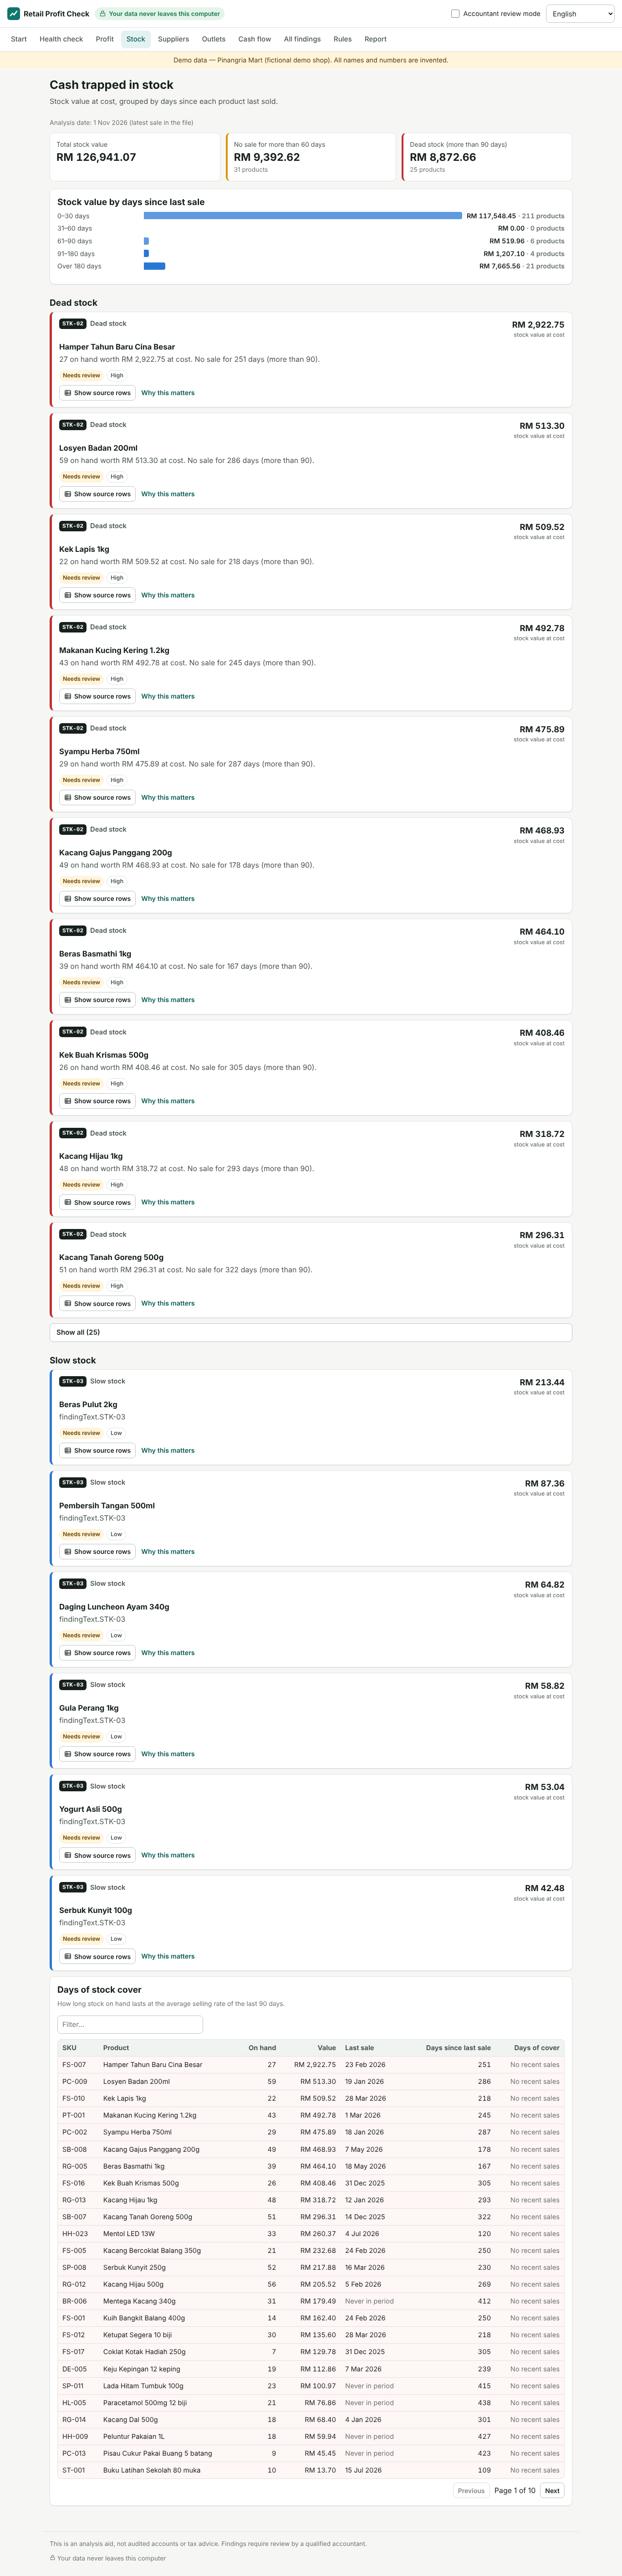 Retail Profit Check
Your data never leaves this computer
Accountant review mode
English
Start Health check Profit Stock Suppliers Outlets Cash flow All findings Rules Report
Demo data — Pinangria Mart (fictional demo shop). All names and numbers are invented.
Cash trapped in stock
Stock value at cost, grouped by days since each product last sold.
Analysis date: 1 Nov 2026 (latest sale in the file)
Total stock value
RM 126,941.07
No sale for more than 60 days
RM 9,392.62
31 products
Dead stock (more than 90 days)
RM 8,872.66
25 products
Stock value by days since last sale
0–30 days RM 117,548.45 · 211 products
31–60 days RM 0.00 · 0 products
61–90 days RM 519.96 · 6 products
91–180 days RM 1,207.10 · 4 products
Over 180 days RM 7,665.56 · 21 products
Dead stock
STK-02 Dead stock RM 2,922.75
stock value at cost
Hamper Tahun Baru Cina Besar
27 on hand worth RM 2,922.75 at cost. No sale for 251 days (more than 90).
Needs review High
Show source rows Why this matters
STK-02 Dead stock RM 513.30
stock value at cost
Losyen Badan 200ml
59 on hand worth RM 513.30 at cost. No sale for 286 days (more than 90).
Needs review High
Show source rows Why this matters
STK-02 Dead stock RM 509.52
stock value at cost
Kek Lapis 1kg
22 on hand worth RM 509.52 at cost. No sale for 218 days (more than 90).
Needs review High
Show source rows Why this matters
STK-02 Dead stock RM 492.78
stock value at cost
Makanan Kucing Kering 1.2kg
43 on hand worth RM 492.78 at cost. No sale for 245 days (more than 90).
Needs review High
Show source rows Why this matters
STK-02 Dead stock RM 475.89
stock value at cost
Syampu Herba 750ml
29 on hand worth RM 475.89 at cost. No sale for 287 days (more than 90).
Needs review High
Show source rows Why this matters
STK-02 Dead stock RM 468.93
stock value at cost
Kacang Gajus Panggang 200g
49 on hand worth RM 468.93 at cost. No sale for 178 days (more than 90).
Needs review High
Show source rows Why this matters
STK-02 Dead stock RM 464.10
stock value at cost
Beras Basmathi 1kg
39 on hand worth RM 464.10 at cost. No sale for 167 days (more than 90).
Needs review High
Show source rows Why this matters
STK-02 Dead stock RM 408.46
stock value at cost
Kek Buah Krismas 500g
26 on hand worth RM 408.46 at cost. No sale for 305 days (more than 90).
Needs review High
Show source rows Why this matters
STK-02 Dead stock RM 318.72
stock value at cost
Kacang Hijau 1kg
48 on hand worth RM 318.72 at cost. No sale for 293 days (more than 90).
Needs review High
Show source rows Why this matters
STK-02 Dead stock RM 296.31
stock value at cost
Kacang Tanah Goreng 500g
51 on hand worth RM 296.31 at cost. No sale for 322 days (more than 90).
Needs review High
Show source rows Why this matters
Show all (25)
Slow stock
STK-03 Slow stock RM 213.44
stock value at cost
Beras Pulut 2kg
findingText.STK-03
Needs review Low
Show source rows Why this matters
STK-03 Slow stock RM 87.36
stock value at cost
Pembersih Tangan 500ml
findingText.STK-03
Needs review Low
Show source rows Why this matters
STK-03 Slow stock RM 64.82
stock value at cost
Daging Luncheon Ayam 340g
findingText.STK-03
Needs review Low
Show source rows Why this matters
STK-03 Slow stock RM 58.82
stock value at cost
Gula Perang 1kg
findingText.STK-03
Needs review Low
Show source rows Why this matters
STK-03 Slow stock RM 53.04
stock value at cost
Yogurt Asli 500g
findingText.STK-03
Needs review Low
Show source rows Why this matters
STK-03 Slow stock RM 42.48
stock value at cost
Serbuk Kunyit 100g
findingText.STK-03
Needs review Low
Show source rows Why this matters
Days of stock cover
How long stock on hand lasts at the average selling rate of the last 90 days.
Filter...
SKU Product On hand Value Last sale Days since last sale Days of cover
FS-007 Hamper Tahun Baru Cina Besar 27 RM 2,922.75 23 Feb 2026 251 No recent sales
PC-009 Losyen Badan 200ml 59 RM 513.30 19 Jan 2026 286 No recent sales
FS-010 Kek Lapis 1kg 22 RM 509.52 28 Mar 2026 218 No recent sales
PT-001 Makanan Kucing Kering 1.2kg 43 RM 492.78 1 Mar 2026 245 No recent sales
PC-002 Syampu Herba 750ml 29 RM 475.89 18 Jan 2026 287 No recent sales
SB-008 Kacang Gajus Panggang 200g 49 RM 468.93 7 May 2026 178 No recent sales
RG-005 Beras Basmathi 1kg 39 RM 464.10 18 May 2026 167 No recent sales
FS-016 Kek Buah Krismas 500g 26 RM 408.46 31 Dec 2025 305 No recent sales
RG-013 Kacang Hijau 1kg 48 RM 318.72 12 Jan 2026 293 No recent sales
SB-007 Kacang Tanah Goreng 500g 51 RM 296.31 14 Dec 2025 322 No recent sales
HH-023 Mentol LED 13W 33 RM 260.37 4 Jul 2026 120 No recent sales
FS-005 Kacang Bercoklat Balang 350g 21 RM 232.68 24 Feb 2026 250 No recent sales
SP-008 Serbuk Kunyit 250g 52 RM 217.88 16 Mar 2026 230 No recent sales
RG-012 Kacang Hijau 500g 56 RM 205.52 5 Feb 2026 269 No recent sales
BR-006 Mentega Kacang 340g 31 RM 179.49 Never in period 412 No recent sales
FS-001 Kuih Bangkit Balang 400g 14 RM 162.40 24 Feb 2026 250 No recent sales
FS-012 Ketupat Segera 10 biji 30 RM 135.60 28 Mar 2026 218 No recent sales
FS-017 Coklat Kotak Hadiah 250g 7 RM 129.78 31 Dec 2025 305 No recent sales
DE-005 Keju Kepingan 12 keping 19 RM 112.86 7 Mar 2026 239 No recent sales
SP-011 Lada Hitam Tumbuk 100g 23 RM 100.97 Never in period 415 No recent sales
HL-005 Paracetamol 500mg 12 biji 21 RM 76.86 Never in period 438 No recent sales
RG-014 Kacang Dal 500g 18 RM 68.40 4 Jan 2026 301 No recent sales
HH-009 Peluntur Pakaian 1L 18 RM 59.94 Never in period 427 No recent sales
PC-013 Pisau Cukur Pakai Buang 5 batang 9 RM 45.45 Never in period 423 No recent sales
ST-001 Buku Latihan Sekolah 80 muka 10 RM 13.70 15 Jul 2026 109 No recent sales
Previous Page 1 of 10 Next
This is an analysis aid, not audited accounts or tax advice. Findings require review by a qualified accountant.
Your data never leaves this computer